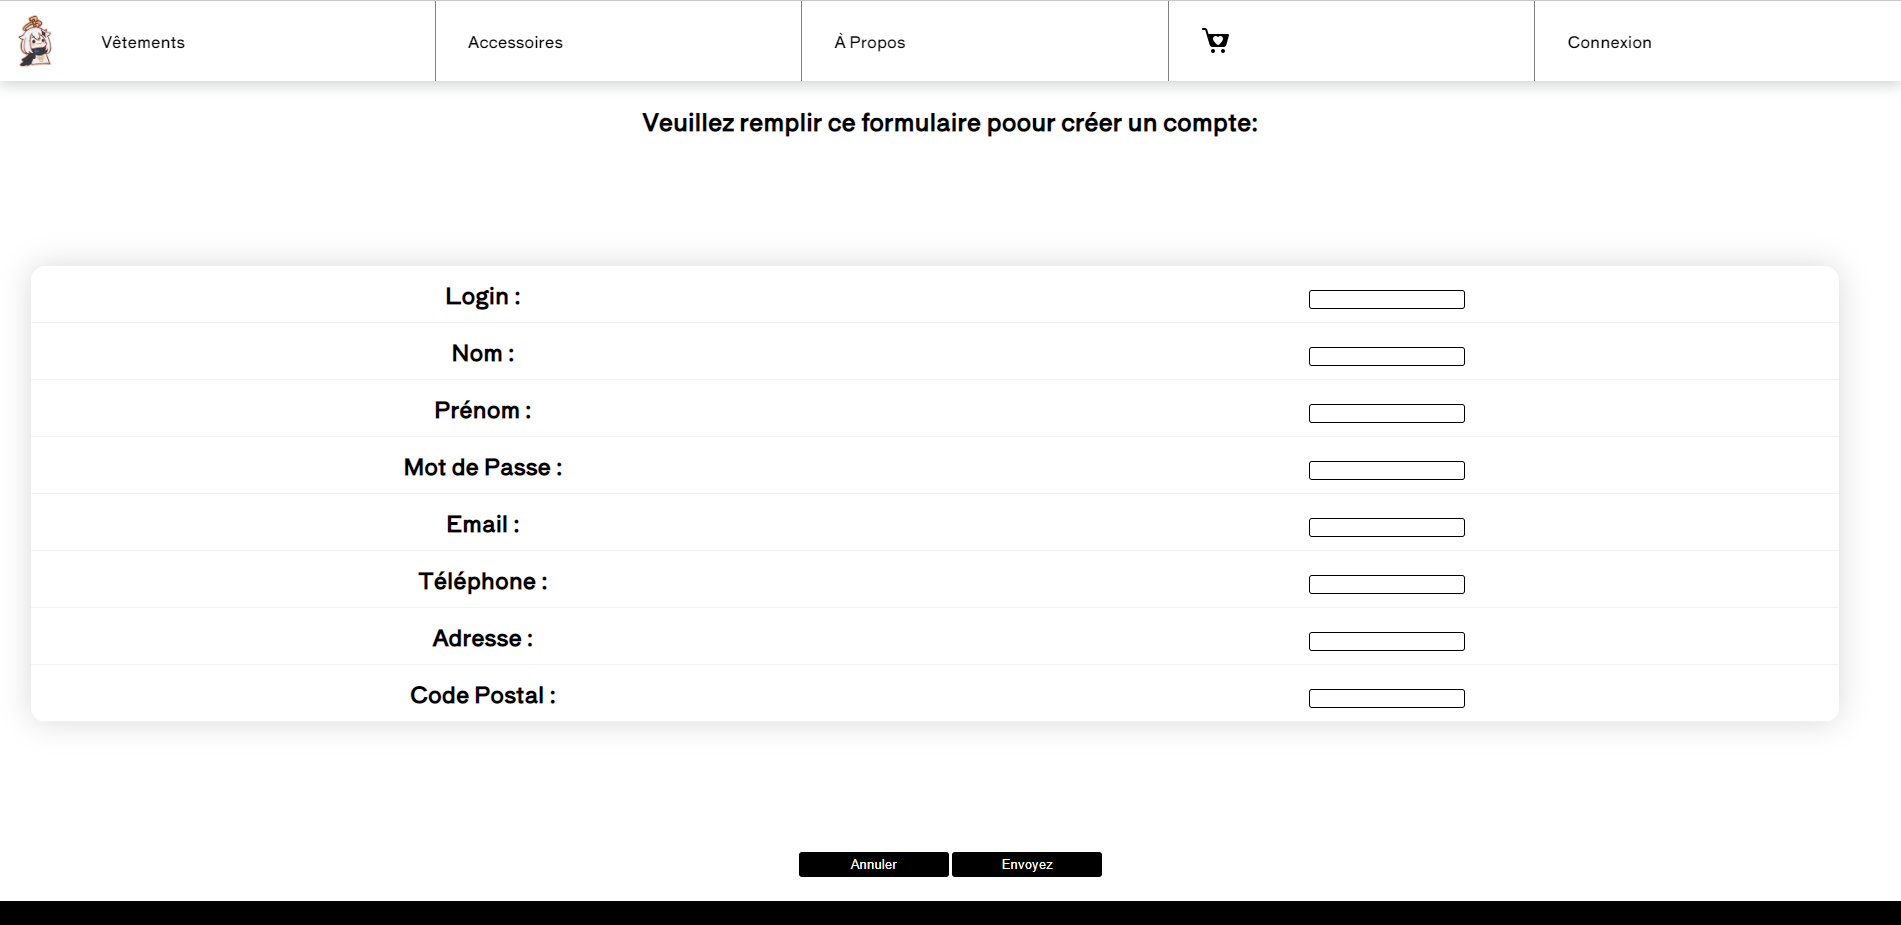 Vêtements
Accessoires
À Propos
Connexion
Veuillez remplir ce formulaire poour créer un compte:
Login :
Nom :
Prénom :
Mot de Passe :
Email :
Téléphone :
Adresse :
Code Postal :
Annuler
Envoyez